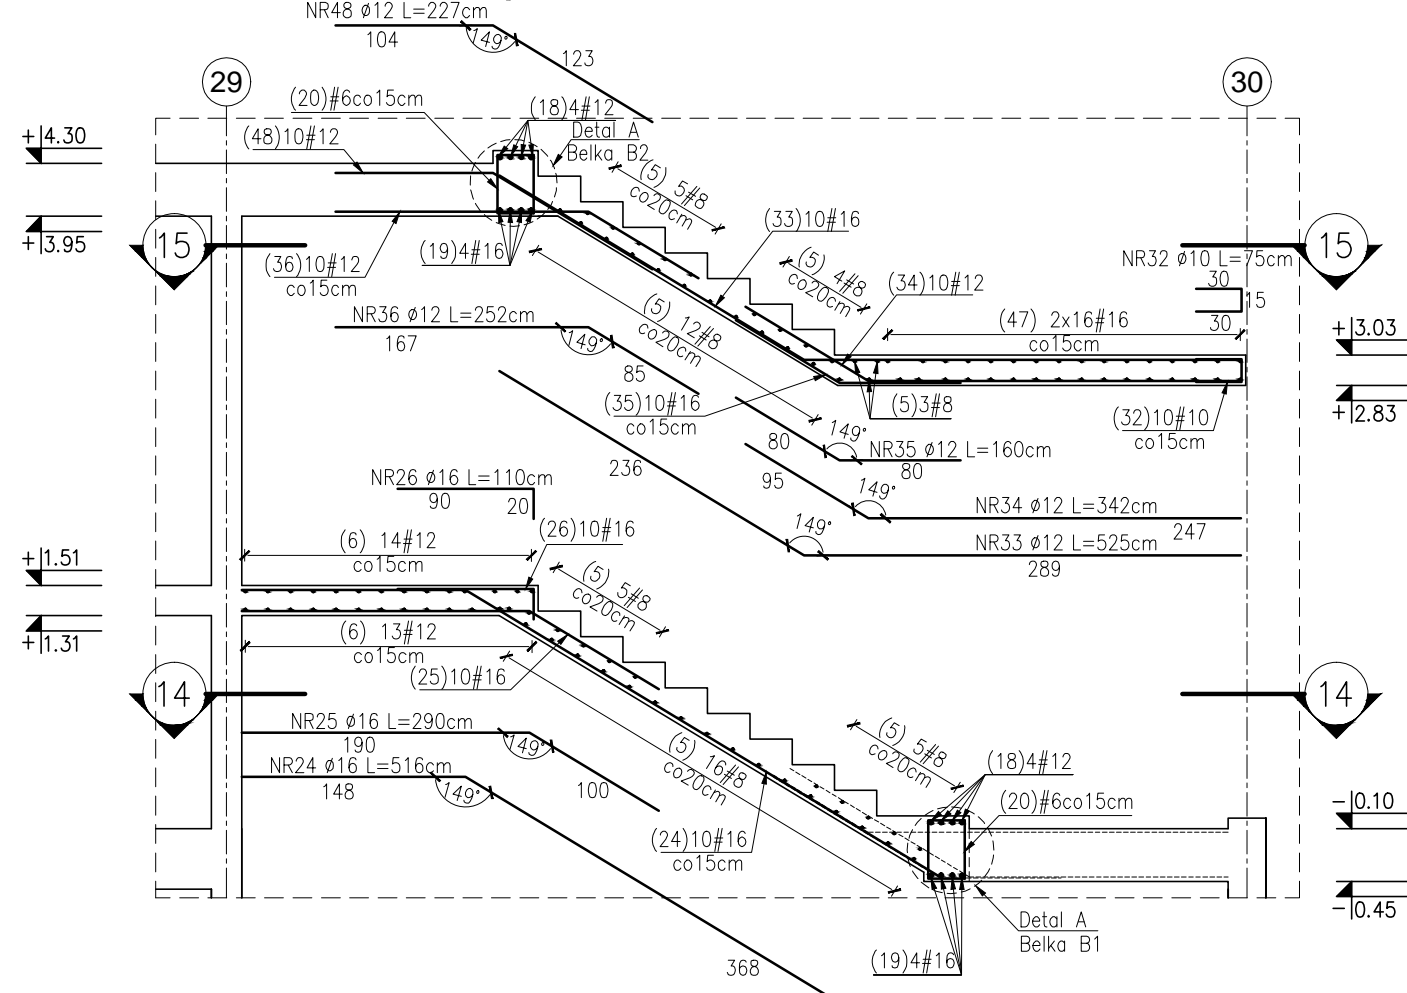 NR48 ø12 L=227cm
104
149°
123
29
30
(20)#6co15cm
(18)4#12
Detal A
Belka B2
(48)10#12
+4.30
+3.95
(5) 5#8
co20cm
(33)10#16
15
15
(36)10#12
co15cm
(19)4#16
(5) 4#8
co20cm
(34)10#12
NR32 ø10 L=75cm
30
15
30
NR36 ø12 L=252cm
167
149°
85
(5) 12#8
co20cm
(47) 2x16#16
co15cm
+3.03
+2.83
(35)10#16
co15cm
(5)3#8
(32)10#10
co15cm
80
149°
NR35 ø12 L=160cm
80
236
95
149°
NR34 ø12 L=342cm
247
149°
NR33 ø12 L=525cm
289
NR26 ø16 L=110cm
90
20
(26)10#16
(6) 14#12
co15cm
+1.51
+1.31
(5) 5#8
co20cm
(6) 13#12
co15cm
(25)10#16
14
14
NR25 ø16 L=290cm
190
149°
100
NR24 ø16 L=516cm
148
149°
368
(5) 16#8
co20cm
(24)10#16
co15cm
(5) 5#8
co20cm
(18)4#12
(20)#6co15cm
-0.10
-0.45
Detal A
Belka B1
(19)4#16